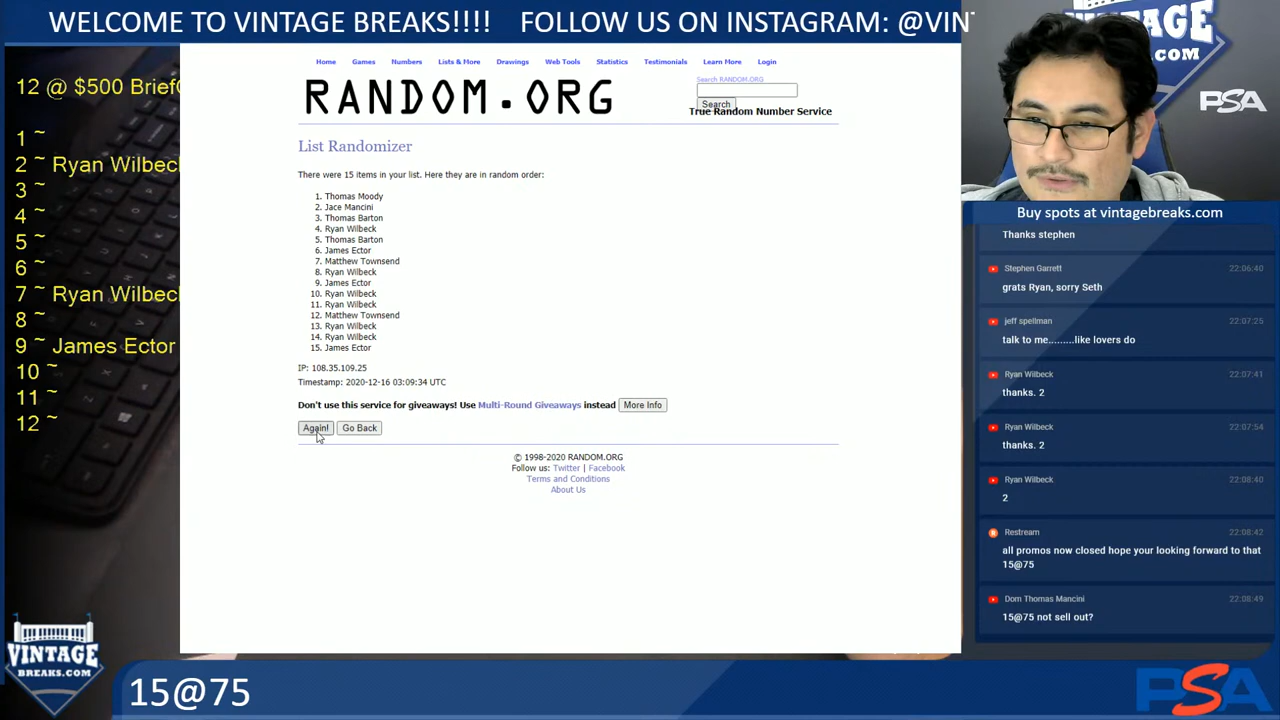 WELCOME TO VINTAGE BREAKS!!!! FOLLOW US ON INSTAGRAM: @VIN
12 @ $500 Brief
1 ~
2 ~ Ryan Wilbeck
3 ~
4 ~
5 ~
6 ~
7 ~ Ryan Wilbeck
8 ~
9 ~ James Ector
10 ~
11 ~
12 ~
VINTAGE
BREAKS.COM
Home Games Numbers Lists & More Drawings Web Tools Statistics Testimonials Learn More Login
RANDOM.ORG
Search RANDOM.ORG
Search
True Random Number Service
List Randomizer
There were 15 items in your list. Here they are in random order:
1. Thomas Moody
2. Jace Mancini
3. Thomas Barton
4. Ryan Wilbeck
5. Thomas Barton
6. James Ector
7. Matthew Townsend
8. Ryan Wilbeck
9. James Ector
10. Ryan Wilbeck
11. Ryan Wilbeck
12. Matthew Townsend
13. Ryan Wilbeck
14. Ryan Wilbeck
15. James Ector
IP: 108.35.109.25
Timestamp: 2020-12-16 03:09:34 UTC
Don't use this service for giveaways! Use Multi-Round Giveaways instead More Info
Again! Go Back
© 1998-2020 RANDOM.ORG
Follow us: Twitter | Facebook
Terms and Conditions
About Us
VINTAGE
.COM
PSA
Buy spots at vintagebreaks.com
Thanks stephen
Stephen Garrett 22:06:40
grats Ryan, sorry Seth
jeff spellman 22:07:25
talk to me.........like lovers do
Ryan Wilbeck 22:07:41
thanks. 2
Ryan Wilbeck 22:07:54
thanks. 2
Ryan Wilbeck 22:08:40
2
Restream 22:08:42
all promos now closed hope your looking forward to that
15@75
Dom Thomas Mancini 22:08:49
15@75 not sell out?
15@75
PSA